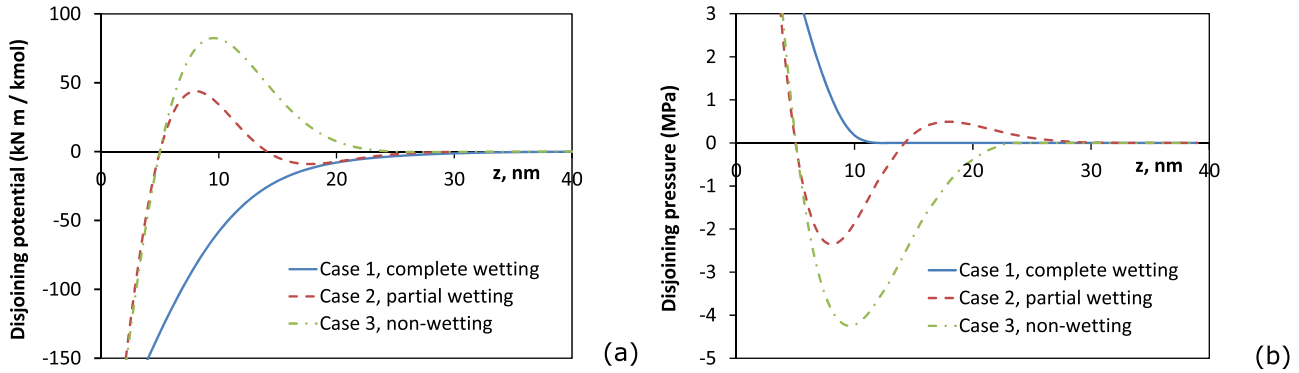 Disjoining potential (kN m / kmol)
100
50
0
-50
-100
-150
0
10
20
30
40
z, nm
Case 1, complete wetting
Case 2, partial wetting
Case 3, non-wetting
(a)
Disjoining pressure (MPa)
3
2
1
0
-1
-2
-3
-4
-5
0
10
20
30
40
z, nm
Case 1, complete wetting
Case 2, partial wetting
Case 3, non-wetting
(b)